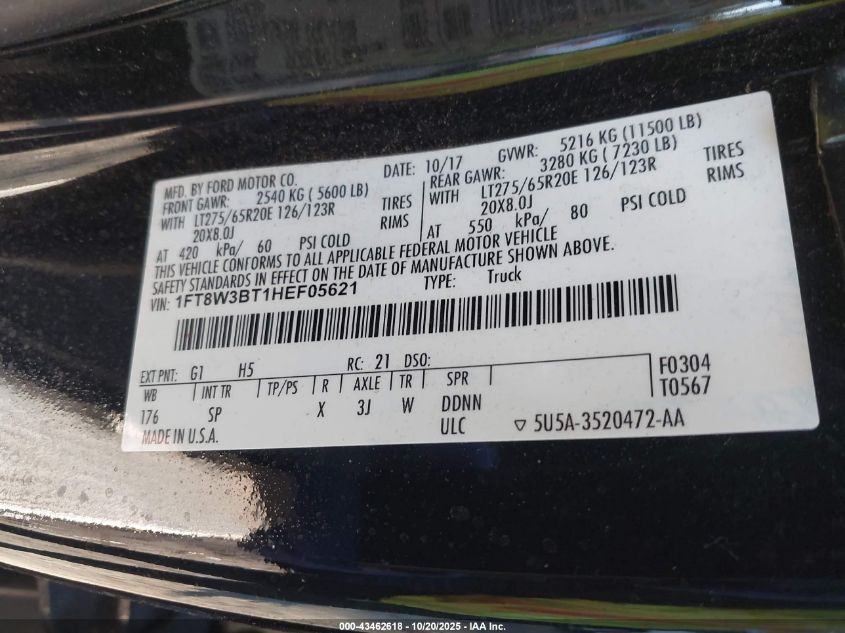 MFD. BY FORD MOTOR CO.
DATE: 10/17
GVWR: 5216 KG (11500 LB)
FRONT GAWR: 2540 KG ( 5600 LB)
REAR GAWR: 3280 KG ( 7230 LB)
WITH LT275/65R20E 126/123R TIRES
WITH LT275/65R20E 126/123R TIRES
20X8.0J RIMS
20X8.0J RIMS
AT 420 kPa/ 60 PSI COLD
AT 550 kPa/ 80 PSI COLD
THIS VEHICLE CONFORMS TO ALL APPLICABLE FEDERAL MOTOR VEHICLE
SAFETY STANDARDS IN EFFECT ON THE DATE OF MANUFACTURE SHOWN ABOVE.
VIN: 1FT8W3BT1HEF05621
TYPE: Truck
EXT PNT: G1 H5 RC: 21 DSO:
WB INT TR TP/PS R AXLE TR SPR
F0304
T0567
176 SP X 3J W DDNN
MADE IN U.S.A.
ULC
▽ 5U5A-3520472-AA
000-43462618 - 10/20/2025 - IAA Inc.